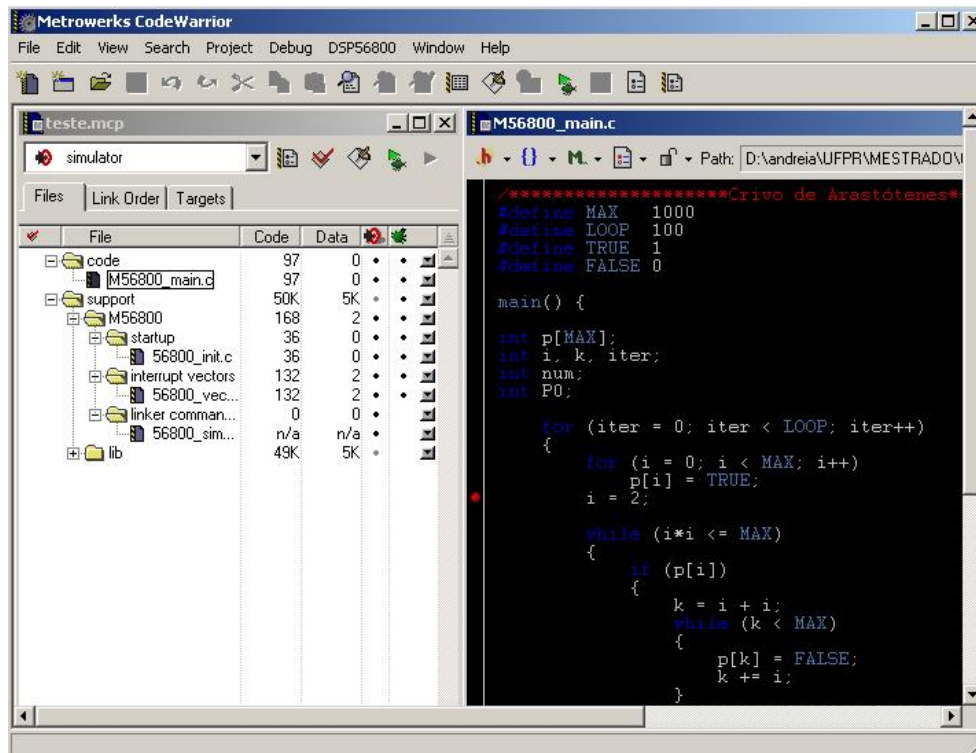 Metrowerks CodeWarrior
File Edit View Search Project Debug DSP56800 Window Help
teste.mcp
simulator
Files Link Order Targets
File Code Data
code 97 0
M56800_main.c 97 0
support 50K 5K
M56800 168 2
startup 36 0
56800_init.c 36 0
interrupt vectors 132 2
56800_vec... 132 2
linker comman... 0 0
56800_sim... n/a n/a
lib 49K 5K
M56800_main.c
.h {} M. Path: D:\andreia\UFPR\MESTRADO\
/********************Crivo de Arastótenes*
#define MAX 1000
#define LOOP 100
#define TRUE 1
#define FALSE 0
main() {
int p[MAX];
int i, k, iter;
int num;
int P0;
for (iter = 0; iter < LOOP; iter++)
{
for (i = 0; i < MAX; i++)
p[i] = TRUE;
i = 2;
while (i*i <= MAX)
{
if (p[i])
{
k = i + i;
while (k < MAX)
{
p[k] = FALSE;
k += i;
}